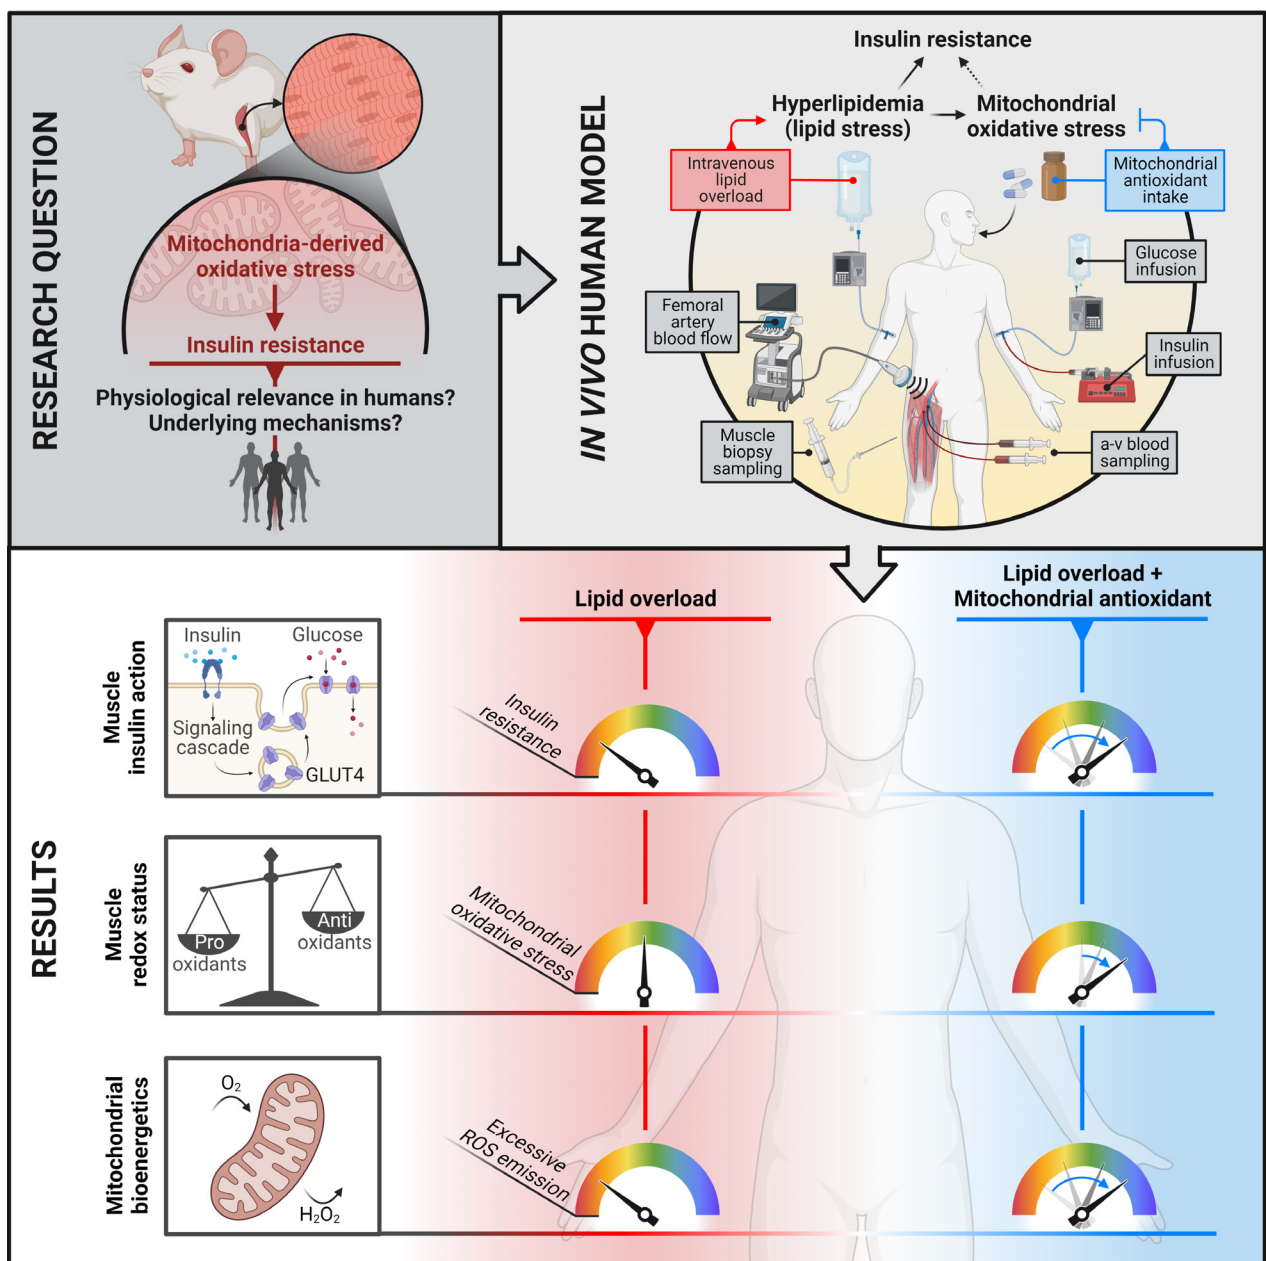 RESEARCH QUESTION
Mitochondria-derived
oxidative stress
Insulin resistance
Physiological relevance in humans?
Underlying mechanisms?
IN VIVO HUMAN MODEL
Insulin resistance
Hyperlipidemia
(lipid stress)
Mitochondrial
oxidative stress
Intravenous
lipid
overload
Mitochondrial
antioxidant
intake
Glucose
infusion
Femoral
artery
blood flow
Insulin
infusion
Muscle
biopsy
sampling
a-v blood
sampling
RESULTS
Lipid overload
Lipid overload +
Mitochondrial antioxidant
Muscle
insulin action
Insulin
Glucose
Signaling
cascade
GLUT4
Insulin
resistance
Muscle
redox status
Pro
oxidants
Anti
oxidants
Mitochondrial
oxidative stress
Mitochondrial
bioenergetics
O₂
H₂O₂
Excessive
ROS emission